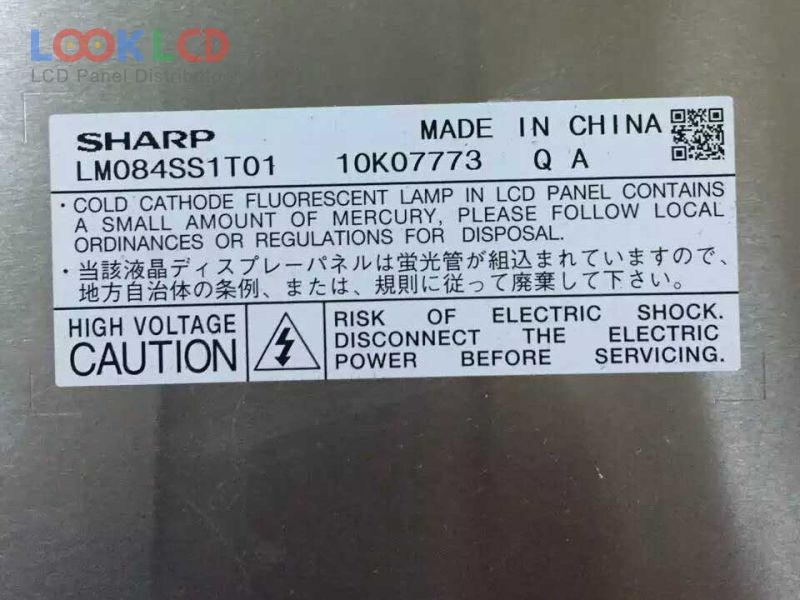 LOOK LCD
LCD Panel Distributor
SHARP
MADE IN CHINA
LM084SS1T01 10K07773 Q A
・COLD CATHODE FLUORESCENT LAMP IN LCD PANEL CONTAINS
A SMALL AMOUNT OF MERCURY, PLEASE FOLLOW LOCAL
ORDINANCES OR REGULATIONS FOR DISPOSAL.
・当該液晶ディスプレーパネルは蛍光管が組込まれていますので、
地方自治体の条例、または、規則に従って廃棄して下さい。
HIGH VOLTAGE
CAUTION
RISK OF ELECTRIC SHOCK.
DISCONNECT THE ELECTRIC
POWER BEFORE SERVICING.